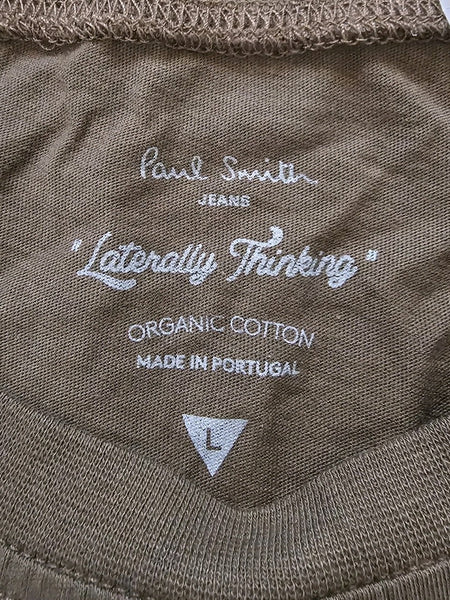 Paul Smith
JEANS
"Laterally Thinking"
ORGANIC COTTON
MADE IN PORTUGAL
L